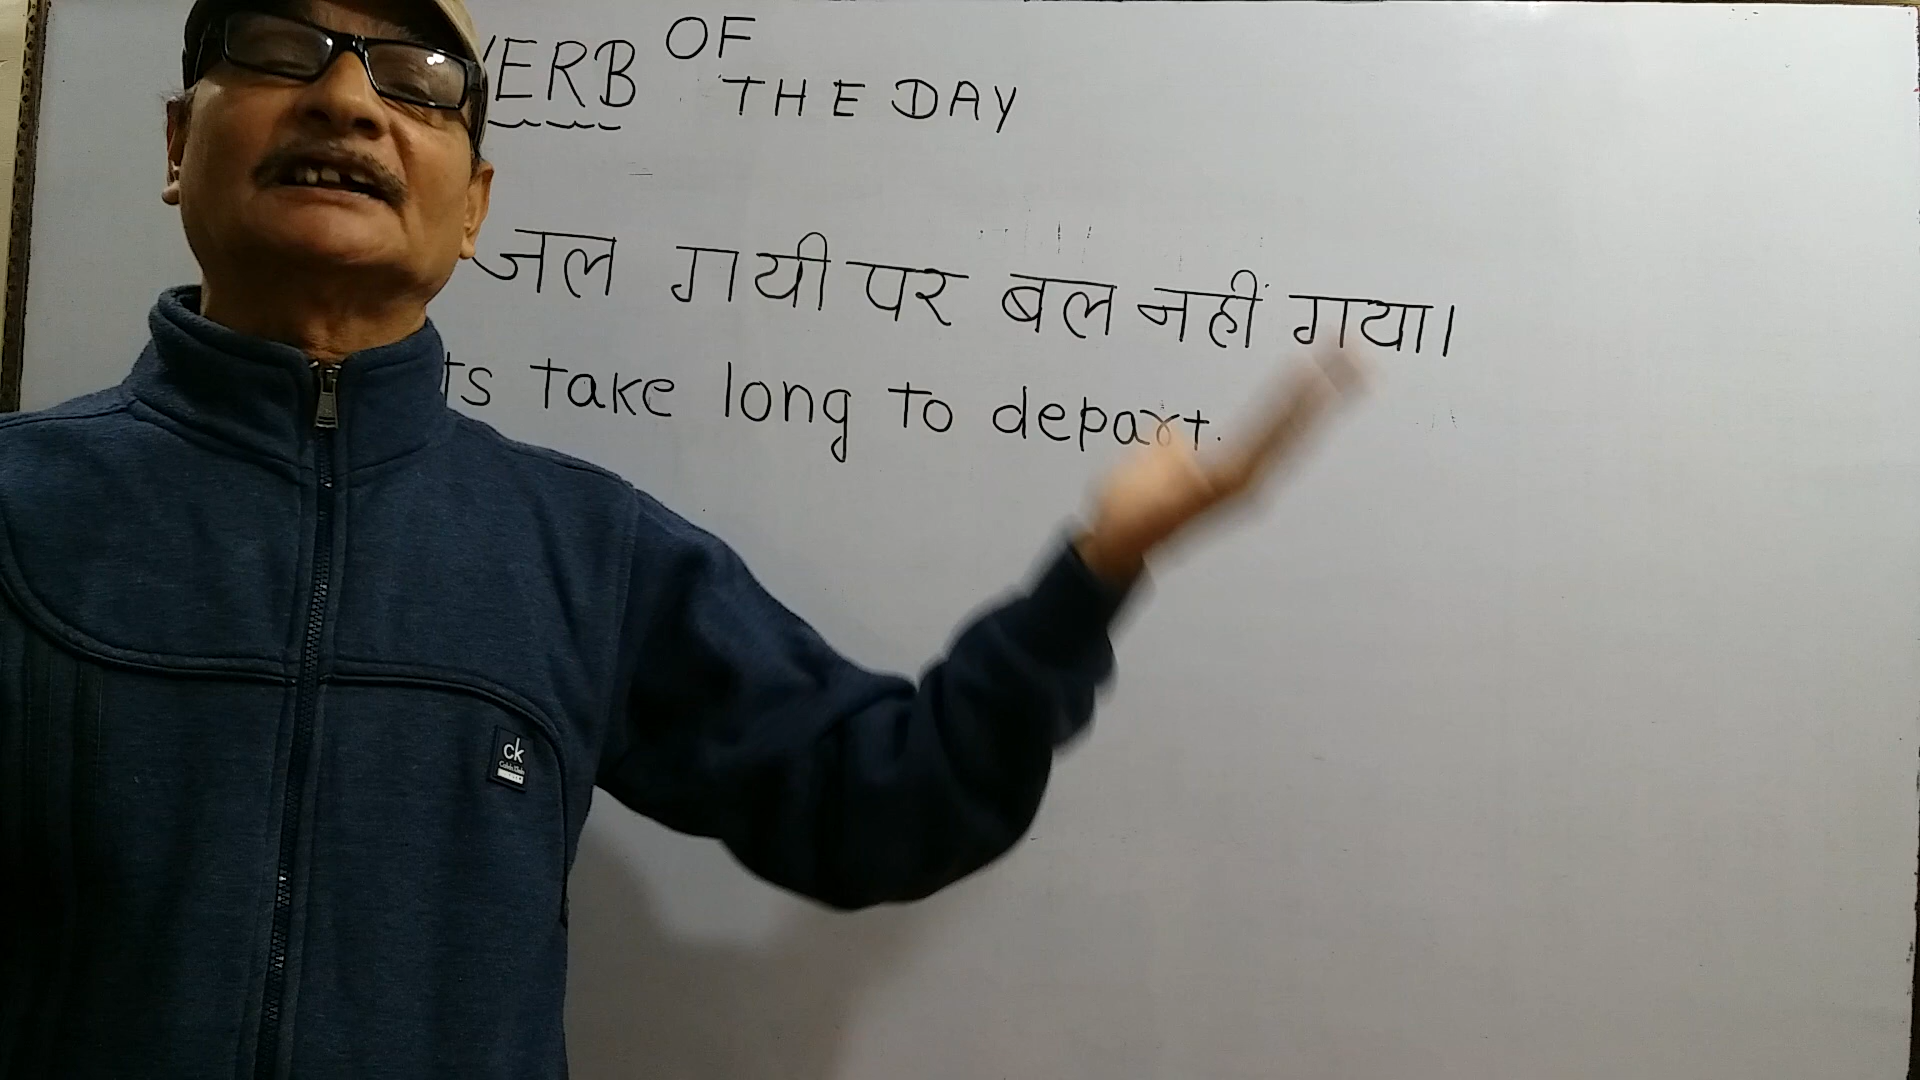 ERB OF
THE DAY
जल गयी पर बल नहीं गया।
ts take long to depart.
ck